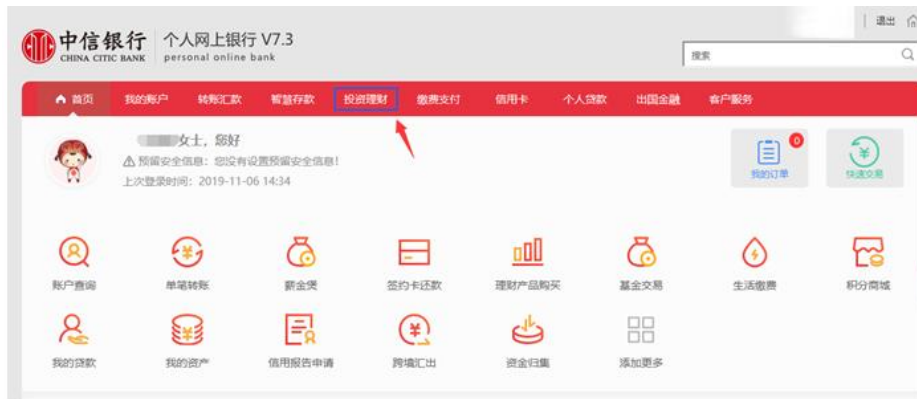 退出
中信银行
CHINA CITIC BANK
个人网上银行 V7.3
personal online bank
搜索
首页 我的账户 转账汇款 智慧存款 投资理财 缴费支付 信用卡 个人贷款 出国金融 客户服务
女士，您好
预留安全信息：您没有设置预留安全信息！
上次登录时间：2019-11-06 14:34
0
我的订单
快速交易
账户查询 单笔转账 薪金煲 签约卡还款 理财产品购买 基金交易 生活缴费 积分商城
我的贷款 我的资产 信用报告申请 跨境汇出 资金归集 添加更多